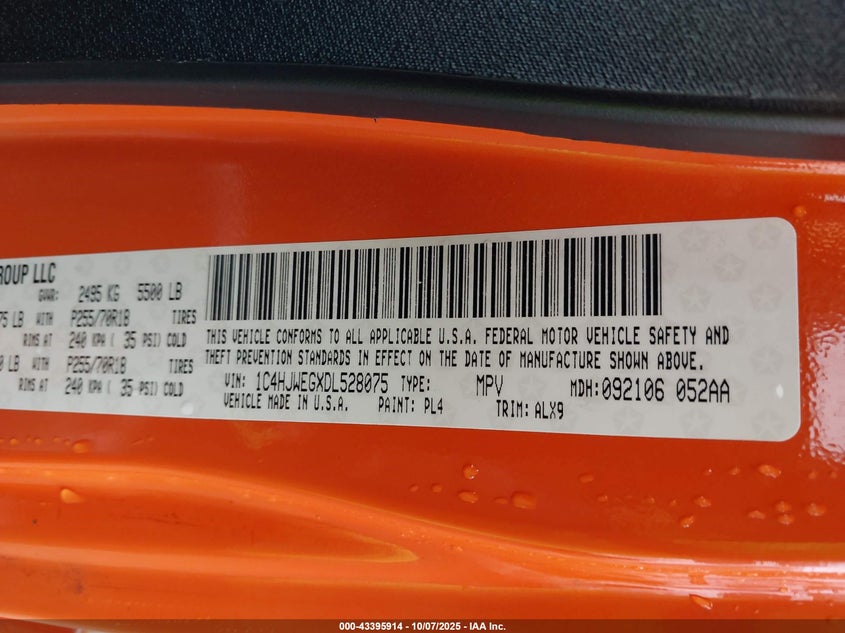 ROUP LLC
GVWR: 2495 KG 5500 LB
75 LB WITH P255/70R18 TIRES
RIMS AT 240 KPA ( 35 PSI) COLD
0 LB WITH P255/70R18 TIRES
RIMS AT 240 KPA ( 35 PSI) COLD
THIS VEHICLE CONFORMS TO ALL APPLICABLE U.S.A. FEDERAL MOTOR VEHICLE SAFETY AND
THEFT PREVENTION STANDARDS IN EFFECT ON THE DATE OF MANUFACTURE SHOWN ABOVE.
VIN: 1C4HJWEGXDL528075 TYPE: MPV MDH: 092106 052AA
VEHICLE MADE IN U.S.A. PAINT: PL4 TRIM: ALX9
000-43395914 - 10/07/2025 - IAA Inc.